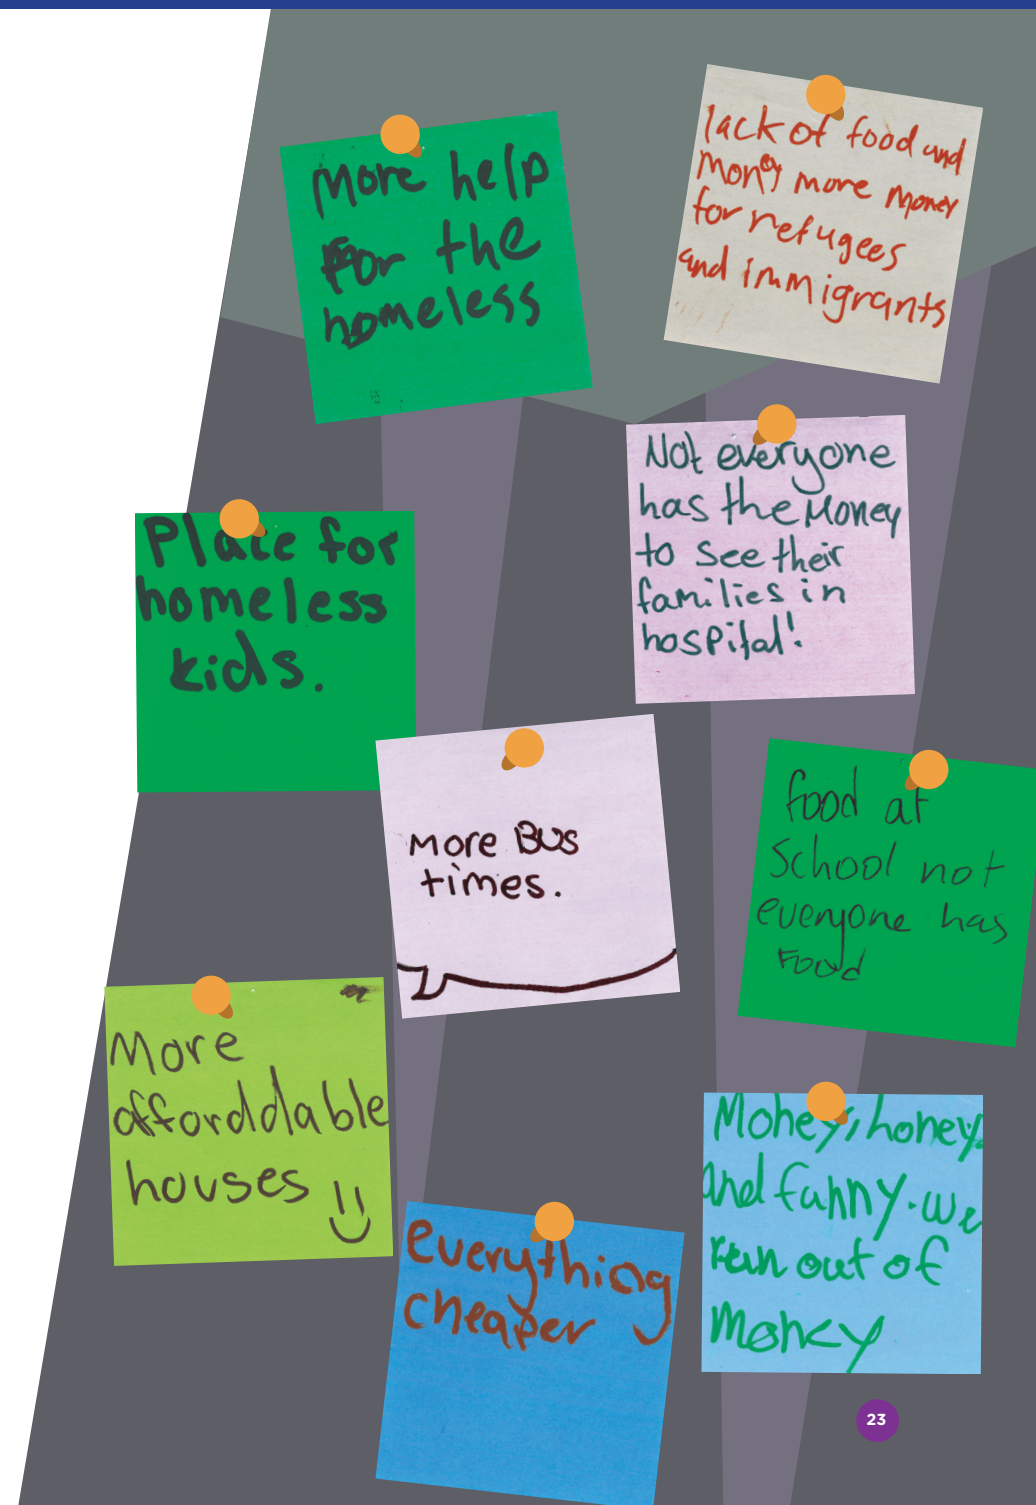 More help
for the
homeless
lack of food and
mony more money
for refugees
and immigrants
Not everyone
has the Money
to see their
families in
hospital!
Place for
homeless
kids.
More Bus
times.
food at
School not
everyone has
Food
More
afforddable
houses
everything
cheaper
Money, honey
and funny. we
run out of
money
23